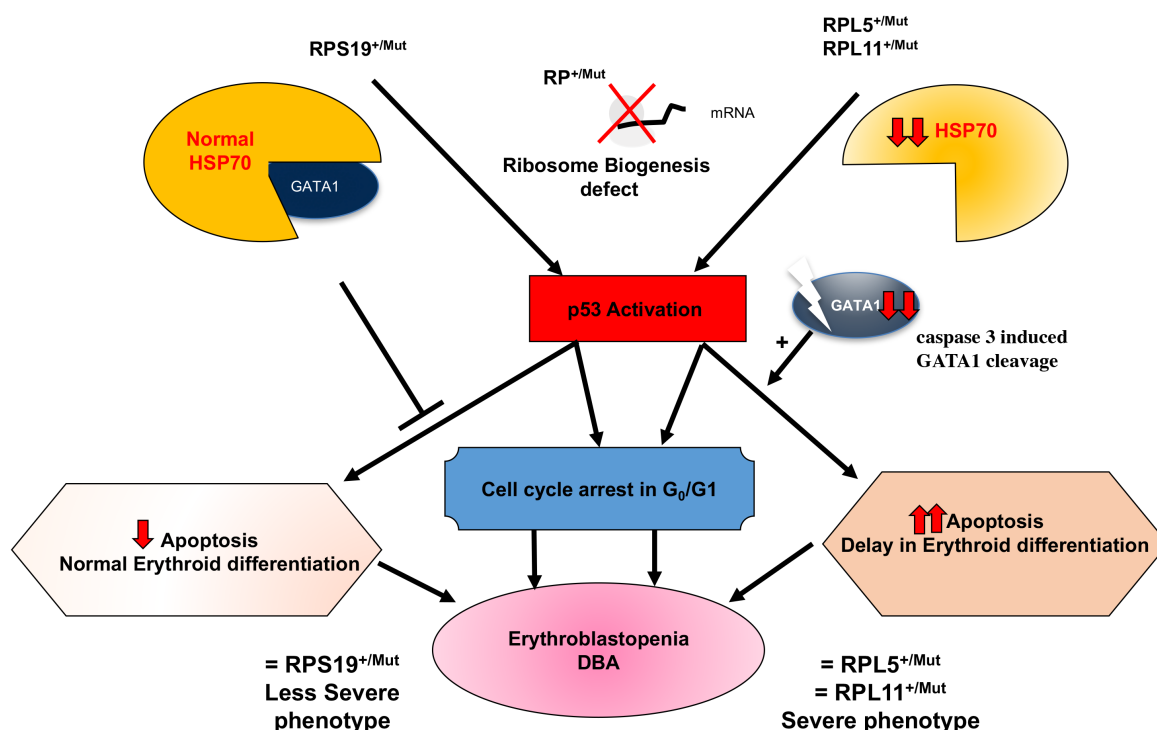 RPS19+/Mut
RPL5+/Mut
RPL11+/Mut
RP+/Mut
mRNA
Ribosome Biogenesis
defect
Normal
HSP70
GATA1
HSP70
p53 Activation
GATA1
+
caspase 3 induced
GATA1 cleavage
Cell cycle arrest in G0/G1
Apoptosis
Normal Erythroid differentiation
Apoptosis
Delay in Erythroid differentiation
Erythroblastopenia
DBA
= RPS19+/Mut
Less Severe
phenotype
= RPL5+/Mut
= RPL11+/Mut
Severe phenotype